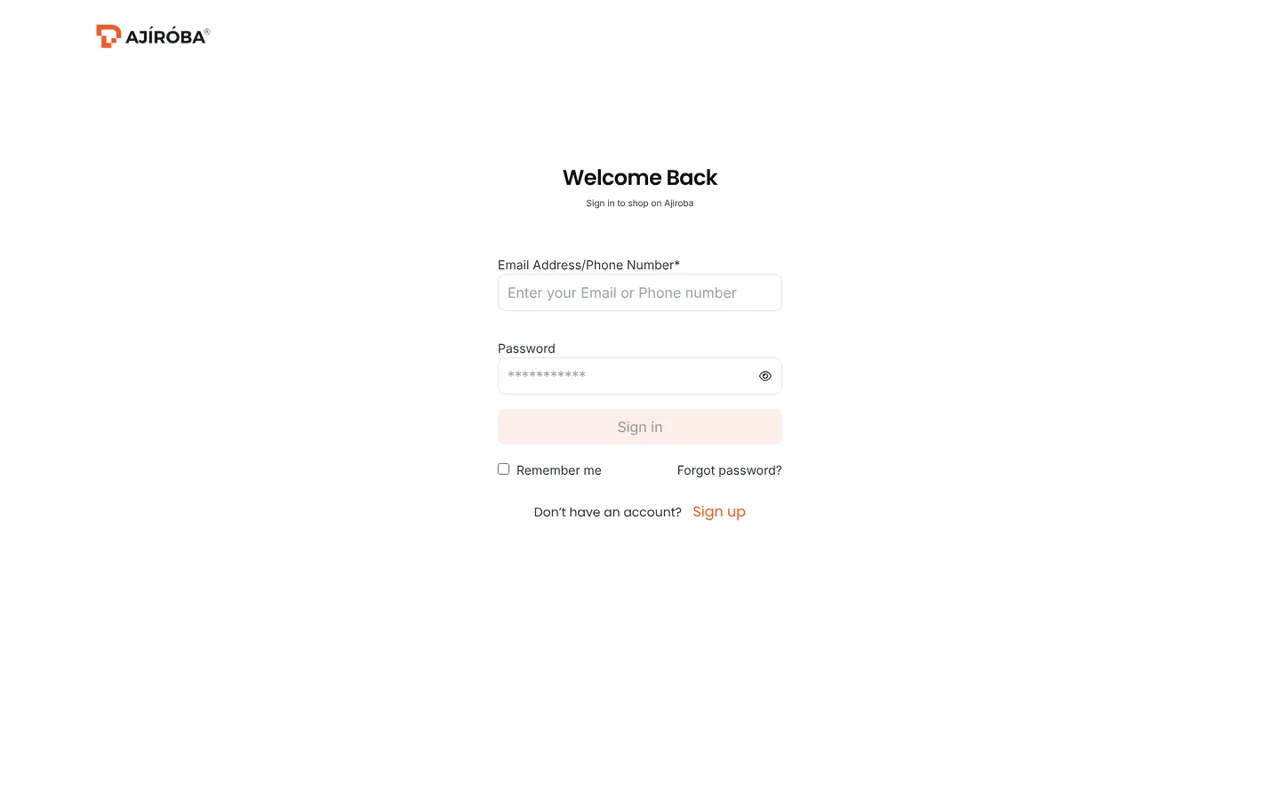 AJÍRÓBA®
Welcome Back
Sign in to shop on Ajiroba
Email Address/Phone Number*
Enter your Email or Phone number
Password
***********
Sign in
Remember me Forgot password?
Don’t have an account? Sign up